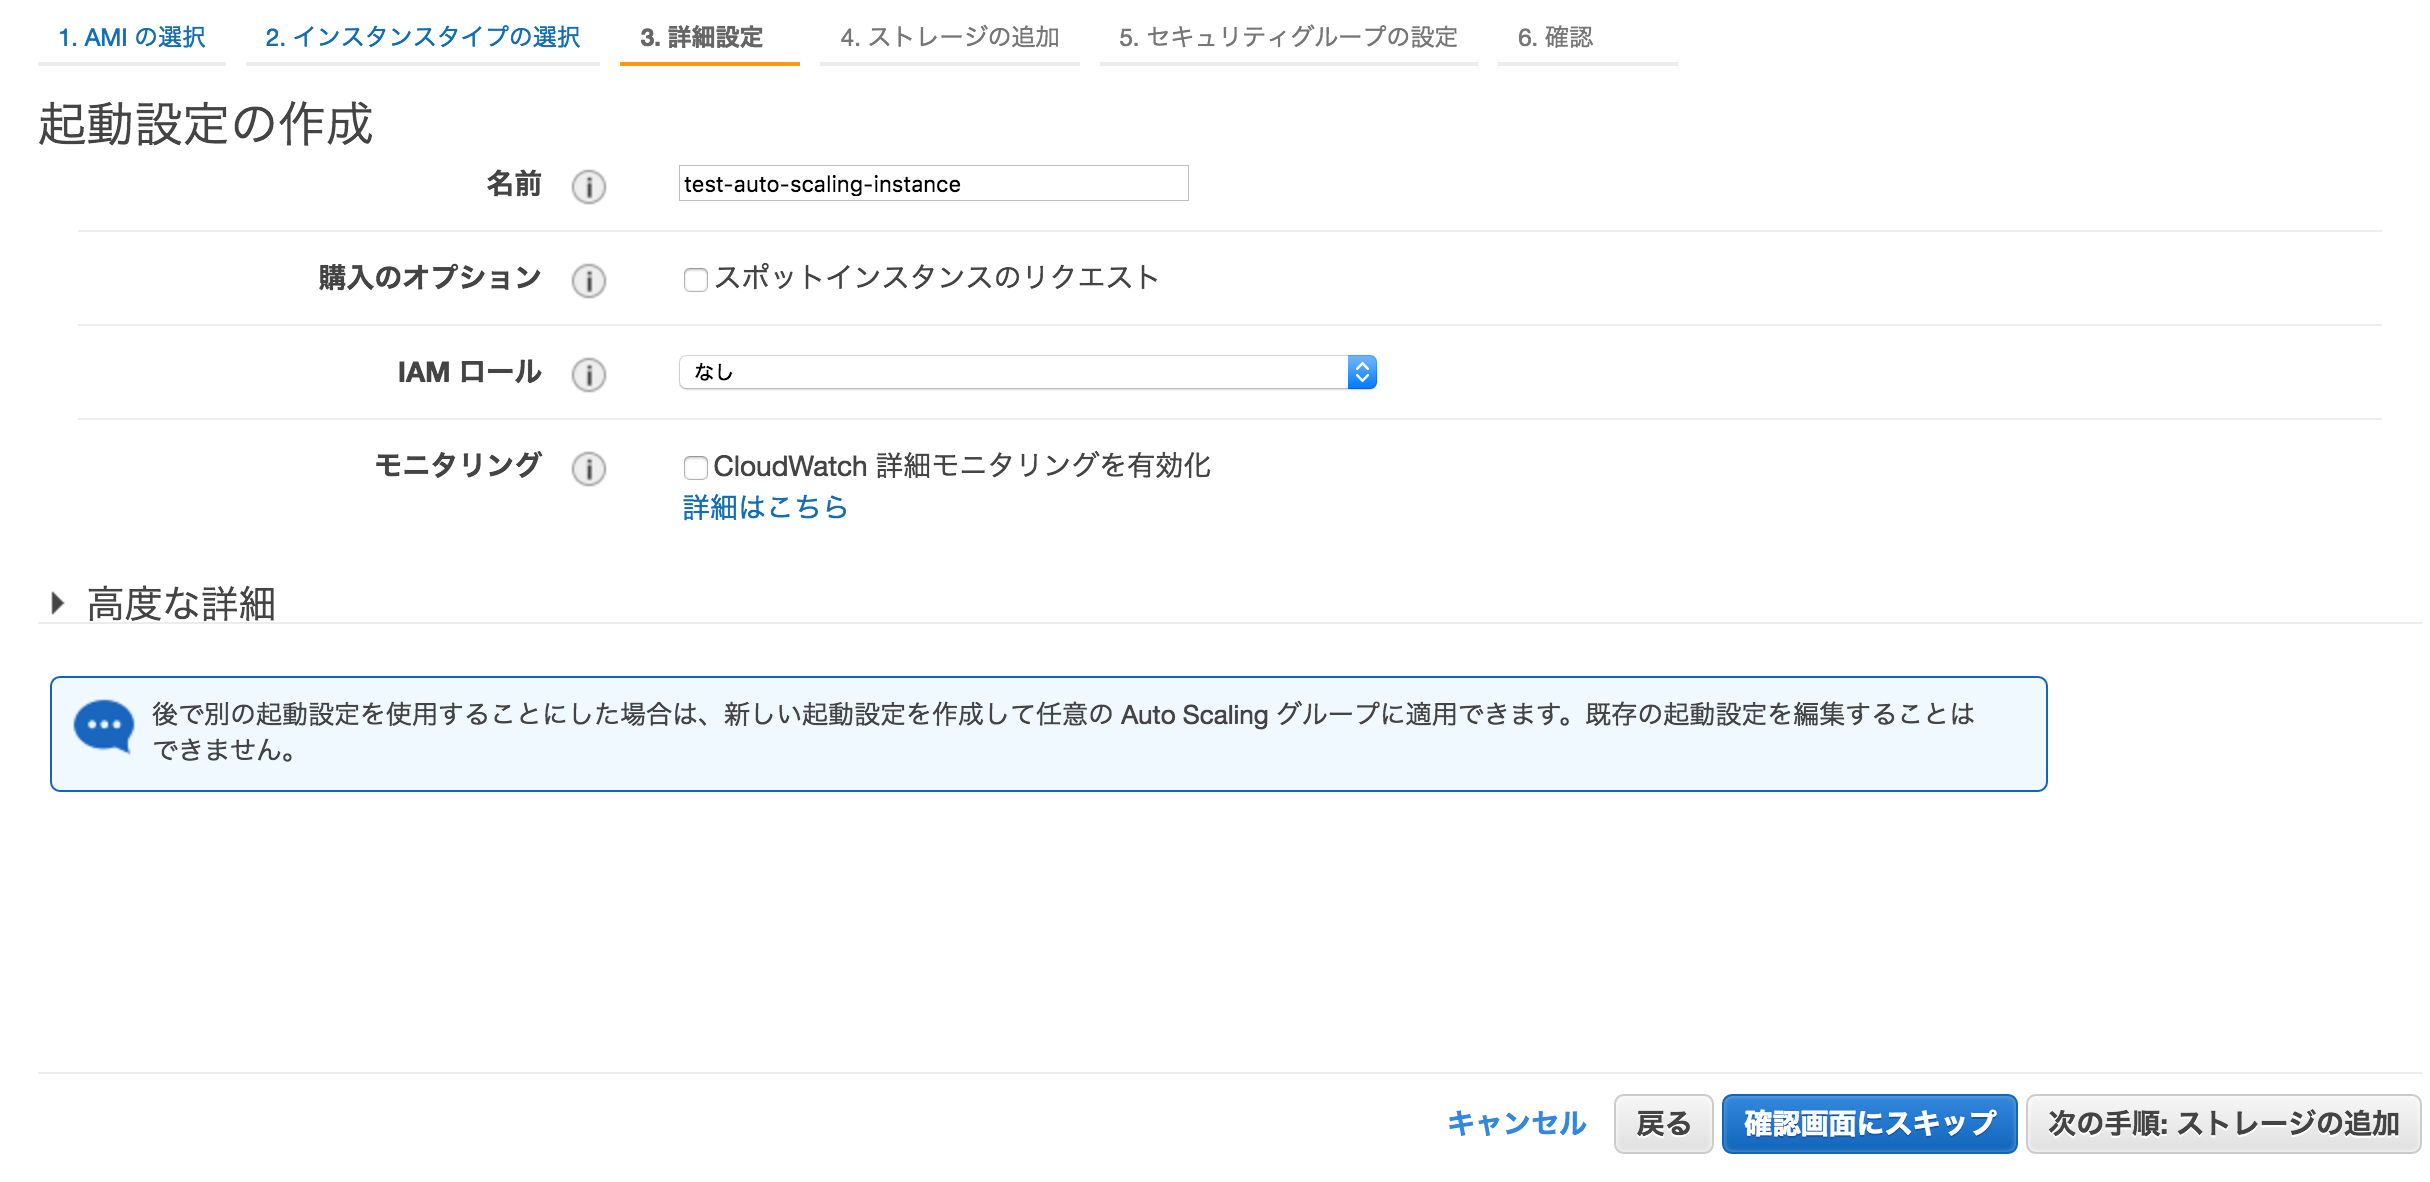 1. AMI の選択
2. インスタンスタイプの選択
3. 詳細設定
4. ストレージの追加
5. セキュリティグループの設定
6. 確認
起動設定の作成
名前
test-auto-scaling-instance
購入のオプション
スポットインスタンスのリクエスト
IAM ロール
なし
モニタリング
CloudWatch 詳細モニタリングを有効化
詳細はこちら
高度な詳細
後で別の起動設定を使用することにした場合は、新しい起動設定を作成して任意の Auto Scaling グループに適用できます。既存の起動設定を編集することは
できません。
キャンセル
戻る
確認画面にスキップ
次の手順: ストレージの追加